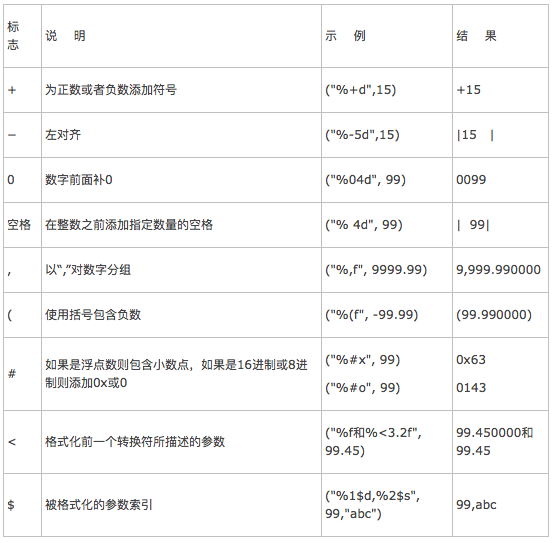 标志 说 明 示 例 结 果
+ 为正数或者负数添加符号 ("%+d",15) +15
− 左对齐 ("%-5d",15) |15 |
0 数字前面补0 ("%04d", 99) 0099
空格 在整数之前添加指定数量的空格 ("% 4d", 99) | 99|
, 以“,”对数字分组 ("%,f", 9999.99) 9,999.990000
( 使用括号包含负数 ("%(f", -99.99) (99.990000)
# 如果是浮点数则包含小数点，如果是16进制或8进
制则添加0x或0
("%#x", 99) 0x63
("%#o", 99) 0143
< 格式化前一个转换符所描述的参数 ("%f和%<3.2f",
99.45)
99.450000和
99.45
$ 被格式化的参数索引 ("%1$d,%2$s",
99,"abc")
99,abc